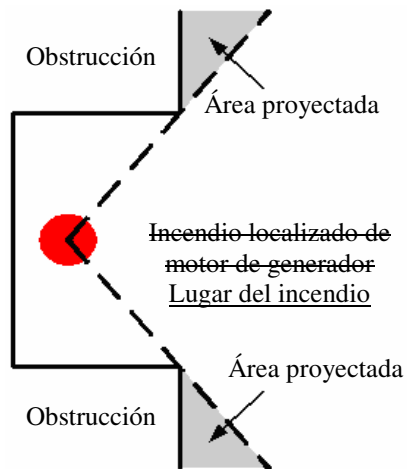 Obstrucción
Área proyectada
Incendio localizado de
motor de generador
Lugar del incendio
Área proyectada
Obstrucción